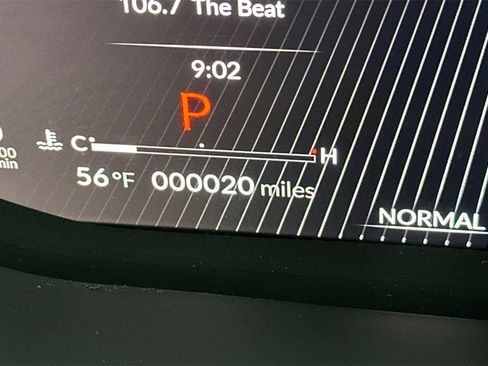 106.7 The Beat
9:02
P
C H
56°F 000020 miles
NORMAL